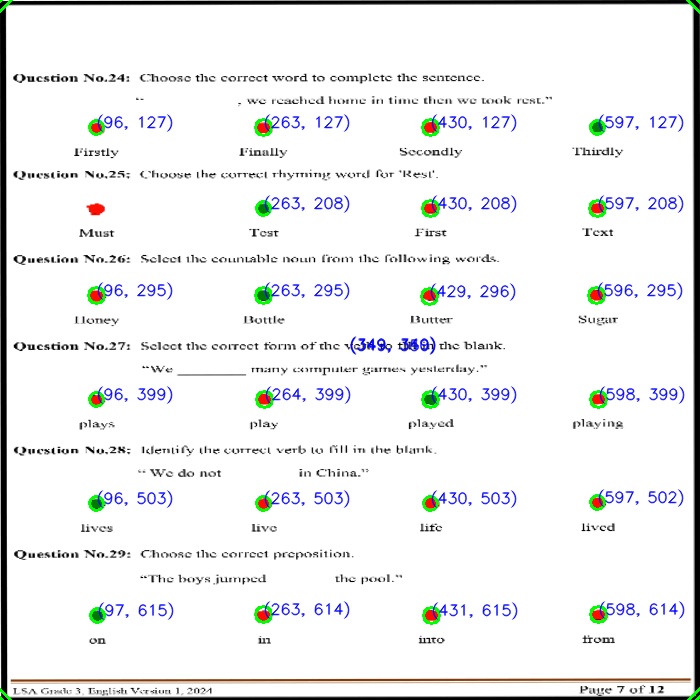 Question No.24: Choose the correct word to complete the sentence.
“ , we reached home in time then we took rest.”
(96, 127) (263, 127) (430, 127) (597, 127)
Firstly Finally Secondly Thirdly
Question No.25: Choose the correct rhyming word for 'Rest'.
(263, 208) (430, 208) (597, 208)
Must Test First Text
Question No.26: Select the countable noun from the following words.
(96, 295) (263, 295) (429, 296) (596, 295)
Honey Bottle Butter Sugar
Question No.27: Select the correct form of the the blank.
“We _________ many computer games yesterday.”
(96, 399) (264, 399) (430, 399) (598, 399)
plays play played playing
Question No.28: Identify the correct verb to fill in the blank.
“ We do not in China.”
(96, 503) (263, 503) (430, 503) (597, 502)
lives live life lived
Question No.29: Choose the correct preposition.
“The boys jumped the pool.”
(97, 615) (263, 614) (431, 615) (598, 614)
on in into from
LSA Grade 3, English Version 1, 2024 Page 7 of 12